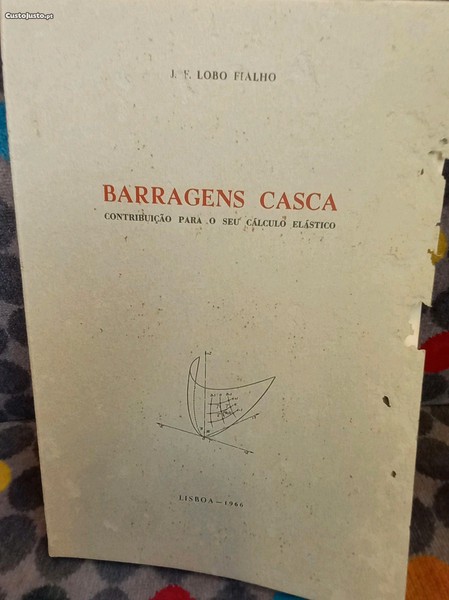 CustoJusto.pt
J. F. LOBO FIALHO
BARRAGENS CASCA
CONTRIBUIÇÃO PARA O SEU CÁLCULO ELÁSTICO
LISBOA — 1966